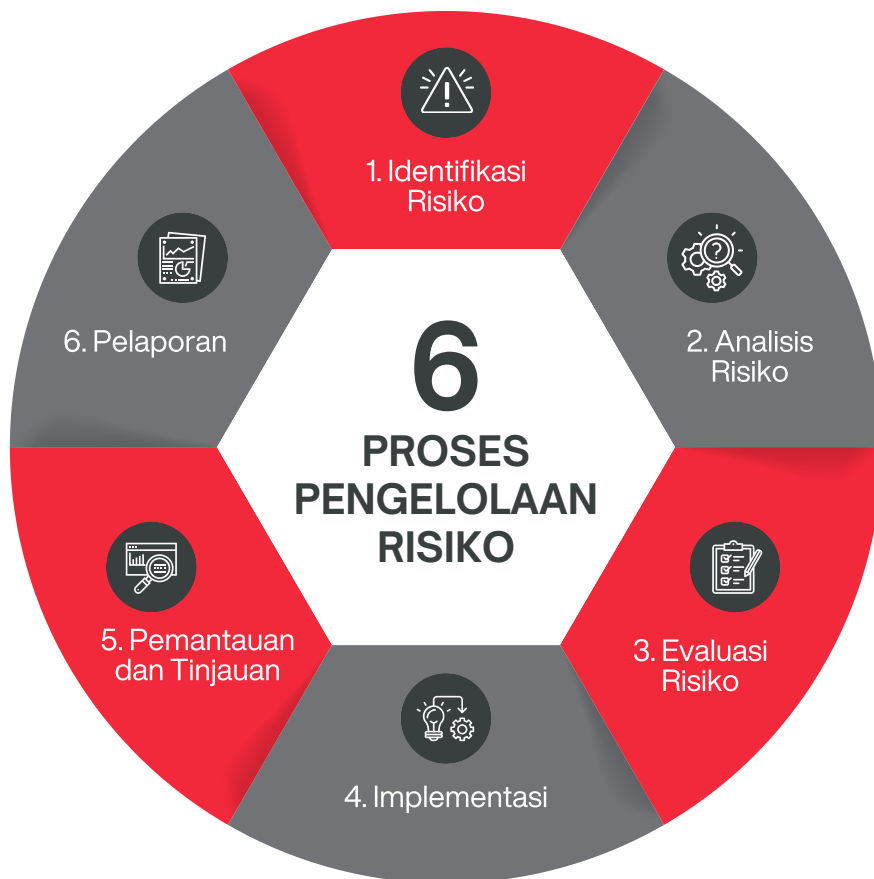 6
PROSES
PENGELOLAAN
RISIKO
1. Identifikasi
Risiko
2. Analisis
Risiko
3. Evaluasi
Risiko
4. Implementasi
5. Pemantauan
dan Tinjauan
6. Pelaporan